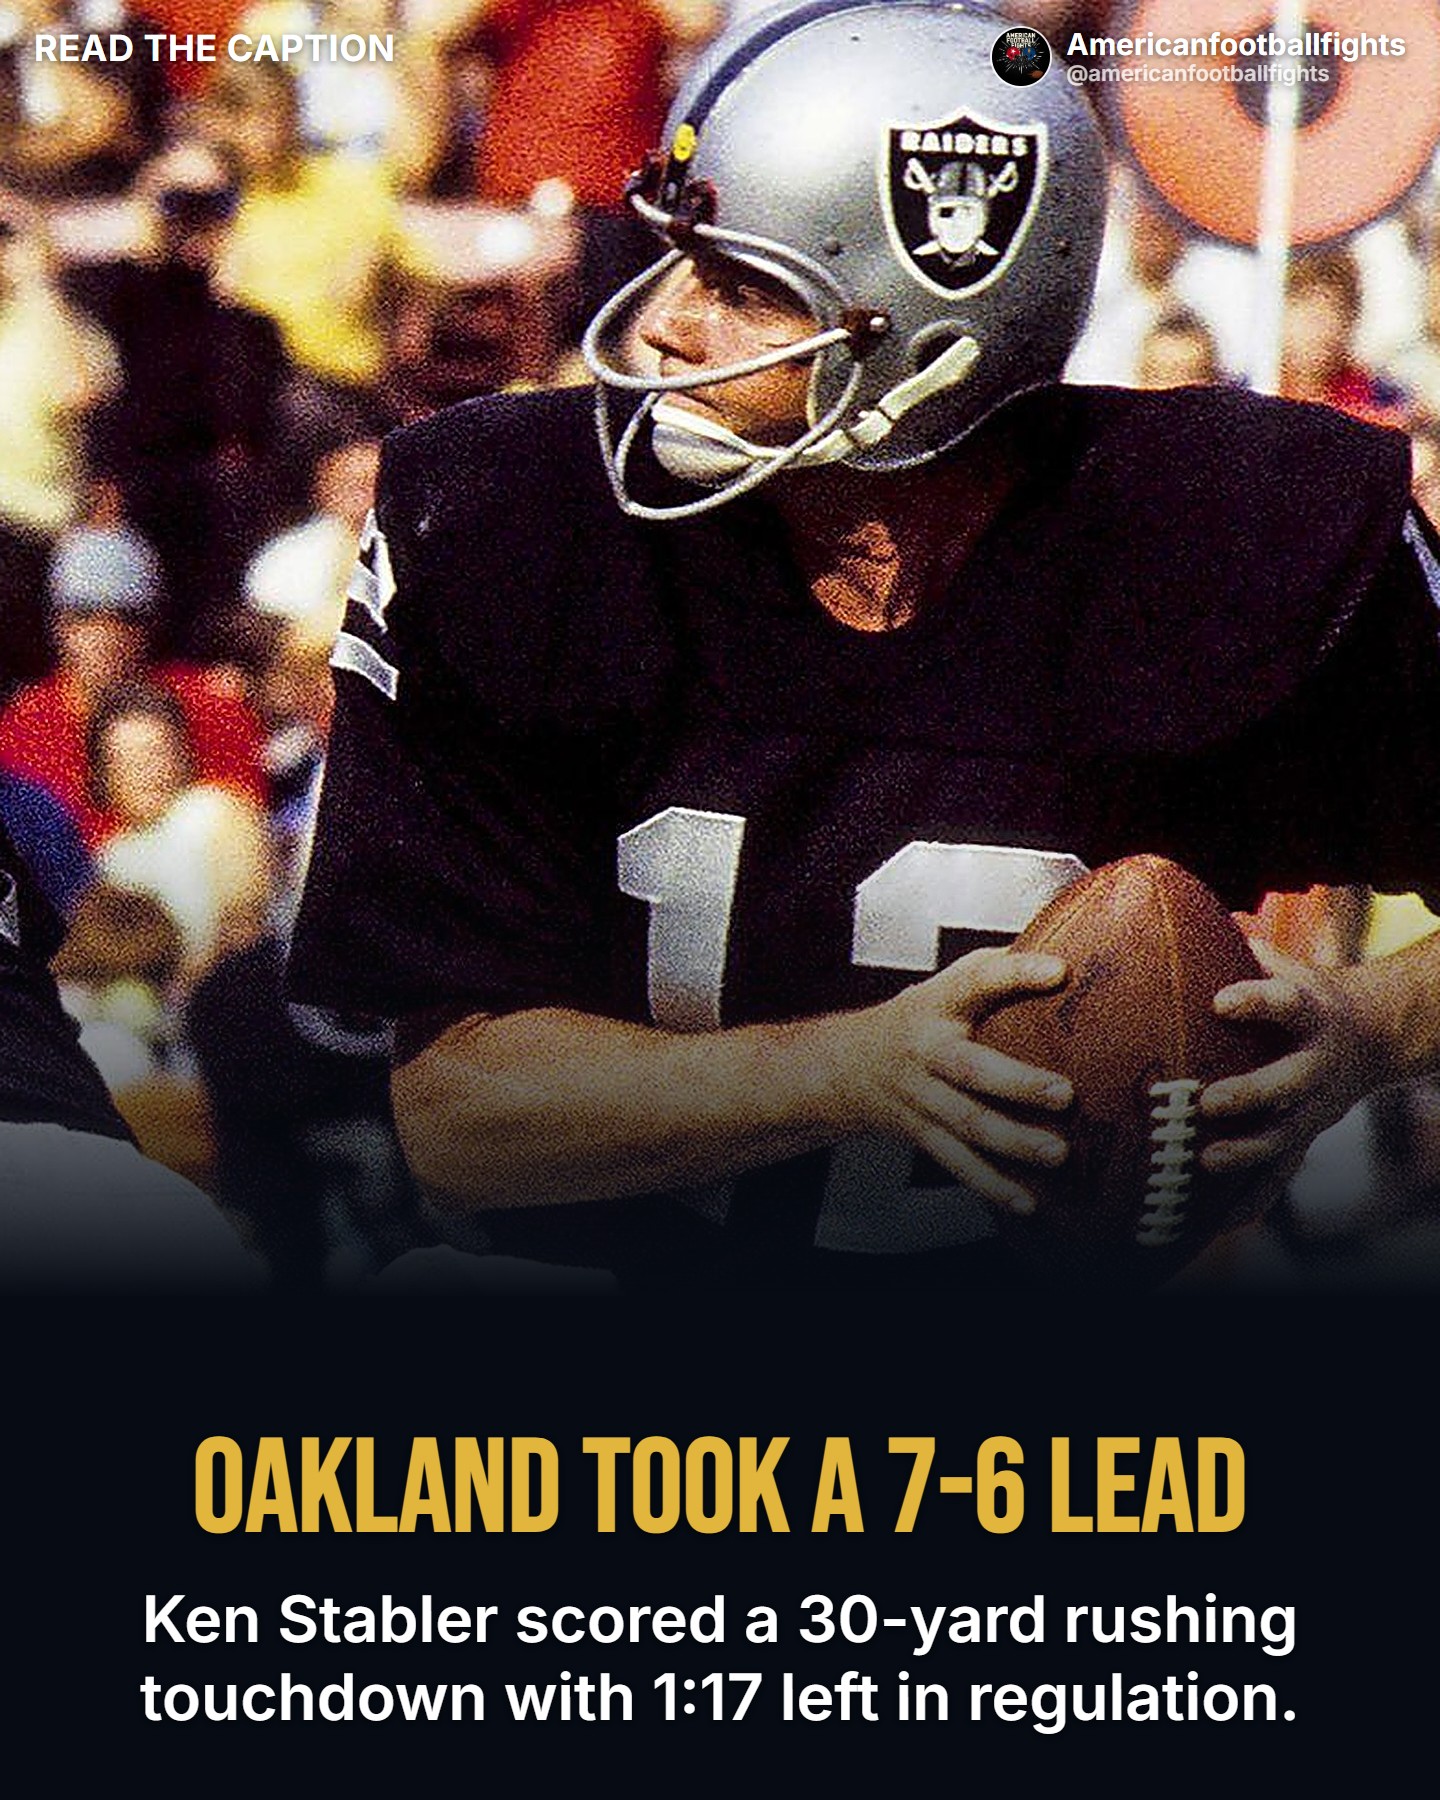 READ THE CAPTION
Americanfootballfights
@americanfootballfights
RAIDERS
12
OAKLAND TOOK A 7-6 LEAD
Ken Stabler scored a 30-yard rushing
touchdown with 1:17 left in regulation.